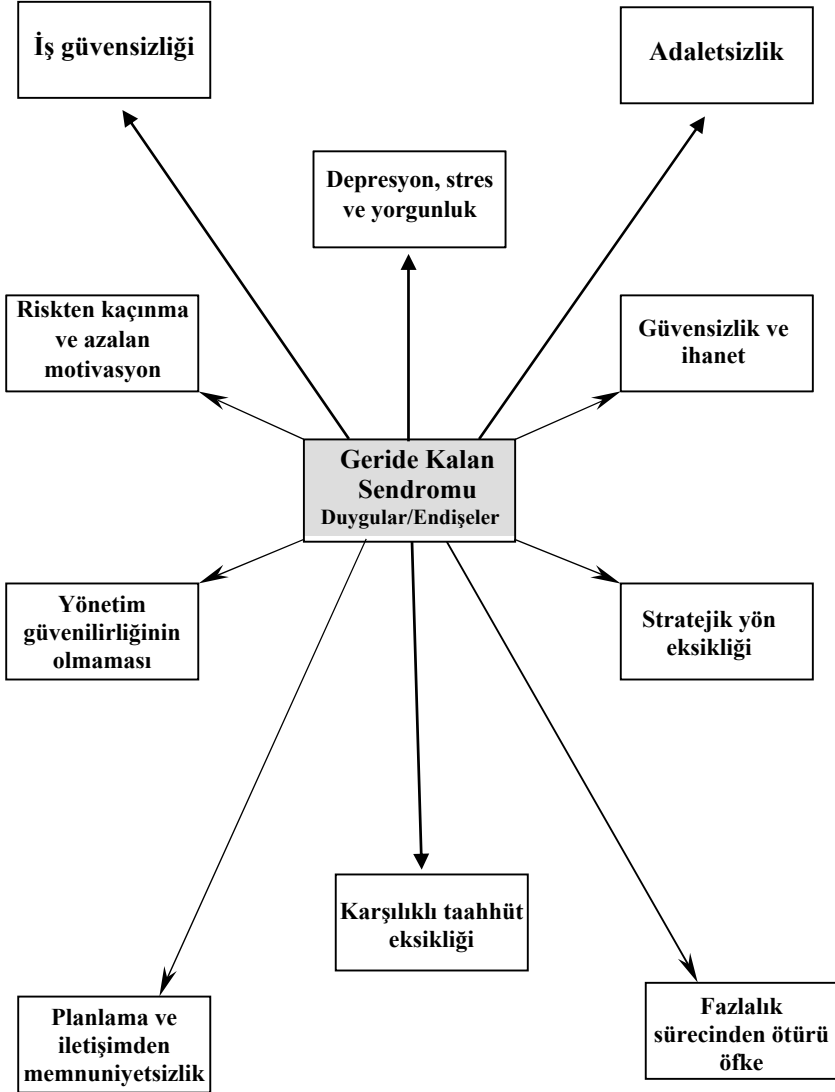 İş güvensizliği
Adaletsizlik
Depresyon, stres
ve yorgunluk
Riskten kaçınma
ve azalan
motivasyon
Güvensizlik ve
ihanet
Geride Kalan
Sendromu
Duygular/Endişeler
Yönetim
güvenilirliğinin
olmaması
Stratejik yön
eksikliği
Karşılıklı taahhüt
eksikliği
Planlama ve
iletişimden
memnuniyetsizlik
Fazlalık
sürecinden ötürü
öfke